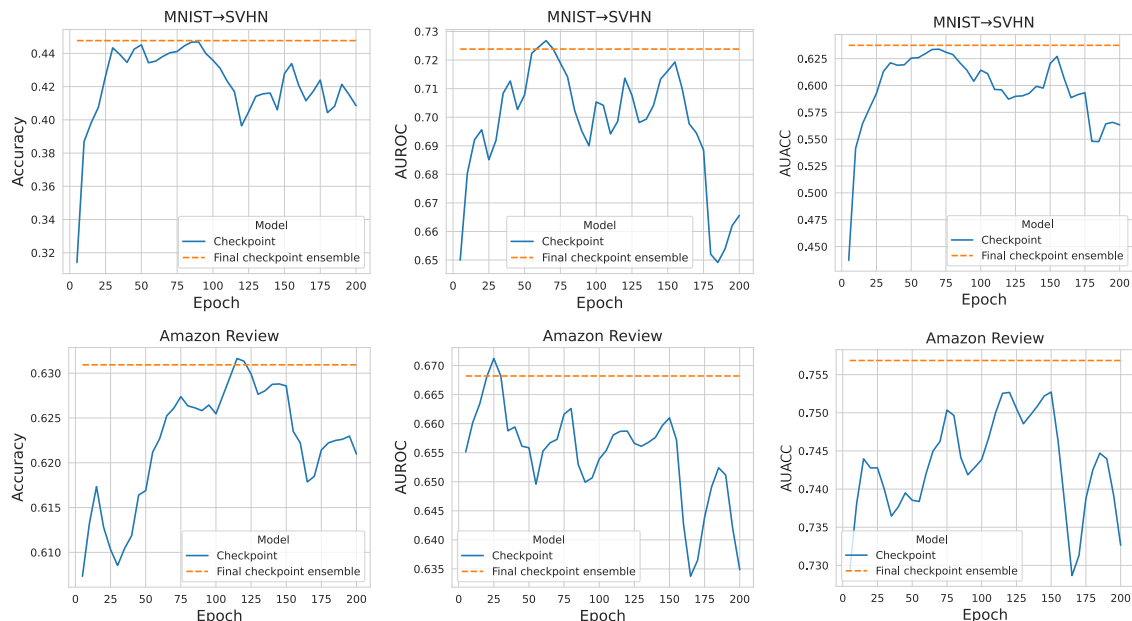 MNIST→SVHN
Accuracy
0.44
0.42
0.40
0.38
0.36
0.34
0.32
Model
Checkpoint
Final checkpoint ensemble
0 25 50 75 100 125 150 175 200
Epoch
MNIST→SVHN
AUROC
0.73
0.72
0.71
0.70
0.69
0.68
0.67
0.66
0.65
Model
Checkpoint
Final checkpoint ensemble
0 25 50 75 100 125 150 175 200
Epoch
MNIST→SVHN
AUACC
0.625
0.600
0.575
0.550
0.525
0.500
0.475
0.450
Model
Checkpoint
Final checkpoint ensemble
0 25 50 75 100 125 150 175 200
Epoch
Amazon Review
Accuracy
0.630
0.625
0.620
0.615
0.610
Model
Checkpoint
Final checkpoint ensemble
0 25 50 75 100 125 150 175 200
Epoch
Amazon Review
AUROC
0.670
0.665
0.660
0.655
0.650
0.645
0.640
0.635
Model
Checkpoint
Final checkpoint ensemble
0 25 50 75 100 125 150 175 200
Epoch
Amazon Review
AUACC
0.755
0.750
0.745
0.740
0.735
0.730
Model
Checkpoint
Final checkpoint ensemble
0 25 50 75 100 125 150 175 200
Epoch